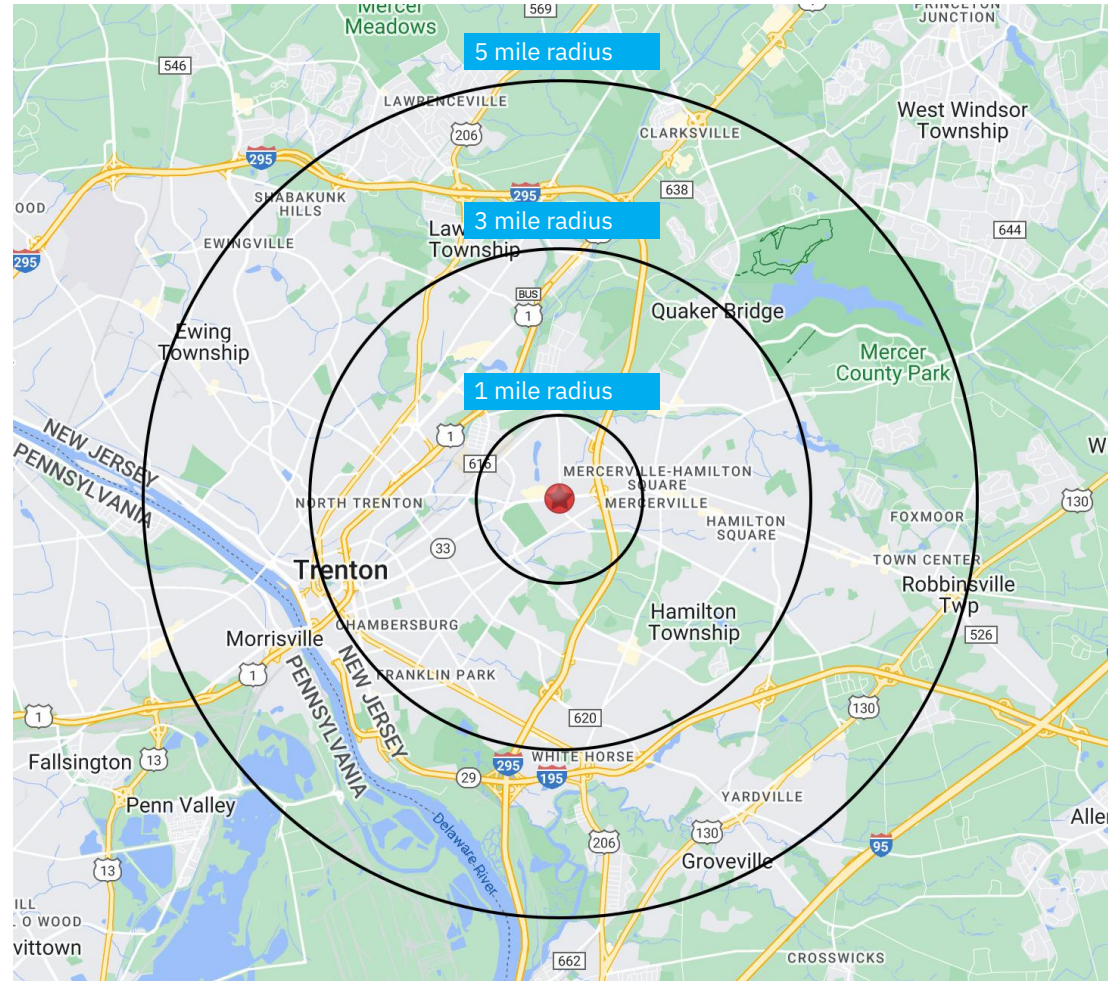 Mercer
Meadows
569
PRINCETON
JUNCTION
5 mile radius
546
LAWRENCEVILLE
206
CLARKSVILLE
West Windsor
Township
295
638
295
SHABAKUNK
HILLS
OOD
3 mile radius
644
Law
Township
EWINGVILLE
295
BUS
1
Quaker Bridge
Ewing
Township
Mercer
County Park
1 mile radius
NEW JERSEY
PENNSYLVANIA
1
W
616
MERCERVILLE-HAMILTON
SQUARE
MERCERVILLE
NORTH TRENTON
130
HAMILTON
SQUARE
FOXMOOR
33
TOWN CENTER
Trenton
Robbinsville
Twp
Hamilton
Township
CHAMBERSBURG
Morrisville
526
1
FRANKLIN PARK
NEW JERSEY
PENNSYLVANIA
1
620
130
WHITE HORSE
Fallsington
13
295
195
29
YARDVILLE
Penn Valley
Aller
Delaware River
130
206
95
Groveville
13
ILL
L O WOOD
vittown
662
CROSSWICKS